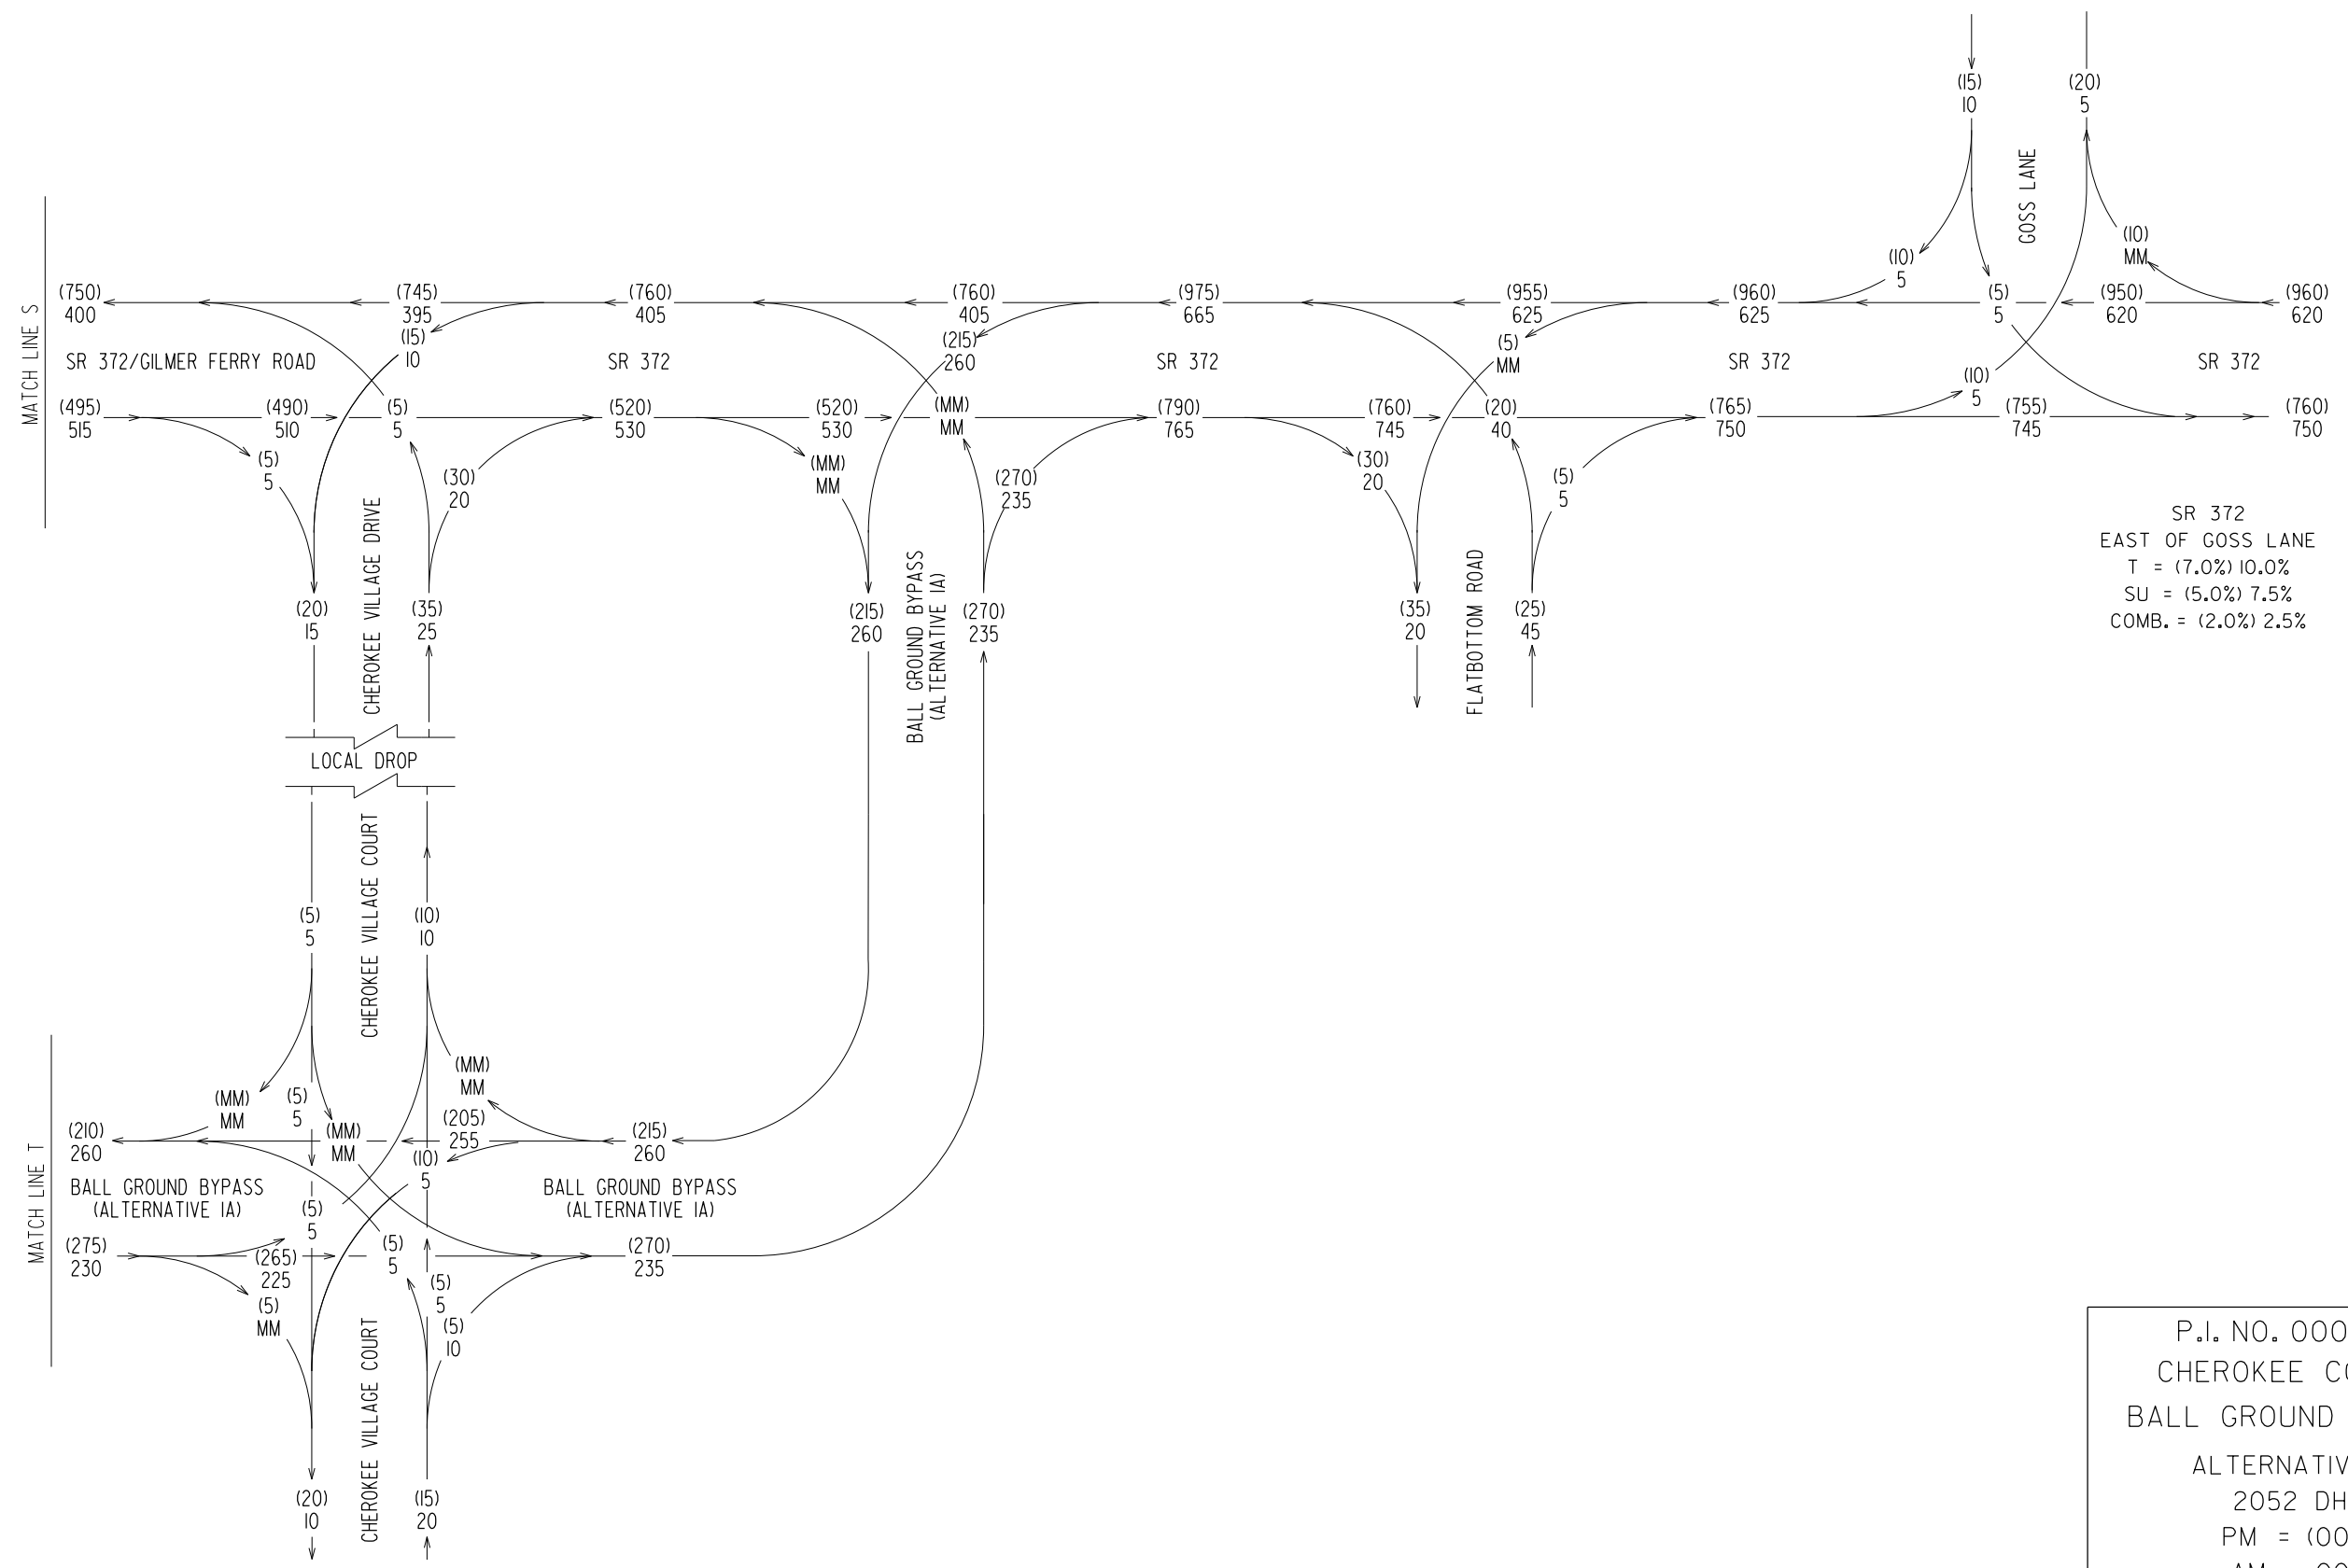 (15)
10
(20)
5
GOSS LANE
(10)
MM
(10)
5
MATCH LINE S
(750)
400
(745)
395
(760)
405
(760)
405
(975)
665
(955)
625
(960)
625
(5)
5
(950)
620
(960)
620
(15)
10
(215)
260
(5)
MM
SR 372/GILMER FERRY ROAD
SR 372
SR 372
SR 372
SR 372
(10)
5
(495)
515
(490)
510
(5)
5
(520)
530
(520)
530
(MM)
MM
(790)
765
(760)
745
(20)
40
(765)
750
(755)
745
(760)
750
(5)
5
(30)
20
(MM)
MM
(270)
235
(30)
20
(5)
5
CHEROKEE VILLAGE DRIVE
BALL GROUND BYPASS
(ALTERNATIVE 1A)
FLATBOTTOM ROAD
SR 372
EAST OF GOSS LANE
T = (7.0%) 10.0%
SU = (5.0%) 7.5%
COMB. = (2.0%) 2.5%
(20)
15
(35)
25
(215)
260
(270)
235
(35)
20
(25)
45
LOCAL DROP
CHEROKEE VILLAGE COURT
(5)
5
(10)
10
MATCH LINE T
(MM)
MM
(5)
5
(MM)
MM
(210)
260
(MM)
MM
(205)
255
(215)
260
(10)
5
BALL GROUND BYPASS
(ALTERNATIVE 1A)
BALL GROUND BYPASS
(ALTERNATIVE 1A)
(5)
5
(275)
230
(265)
225
(5)
5
(270)
235
(5)
MM
(5)
5
(5)
10
CHEROKEE VILLAGE COURT
(20)
10
(15)
20
P.I. NO. 000
CHEROKEE CO
BALL GROUND
ALTERNATIV
2052 DH
PM = (00